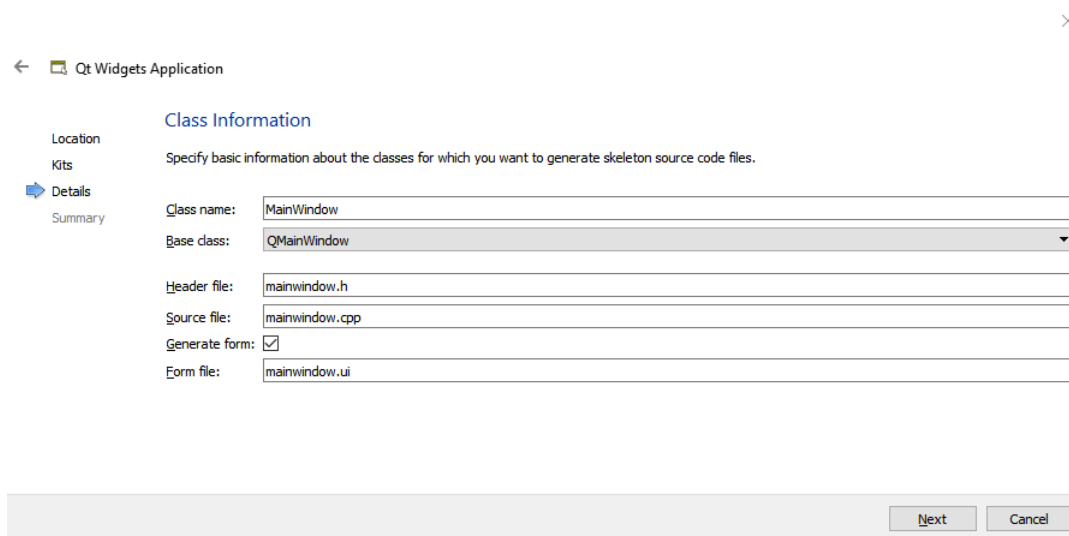 Qt Widgets Application
Class Information
Location
Kits
Details
Summary
Specify basic information about the classes for which you want to generate skeleton source code files.
Class name: MainWindow
Base class: QMainWindow
Header file: mainwindow.h
Source file: mainwindow.cpp
Generate form:
Form file: mainwindow.ui
Next Cancel